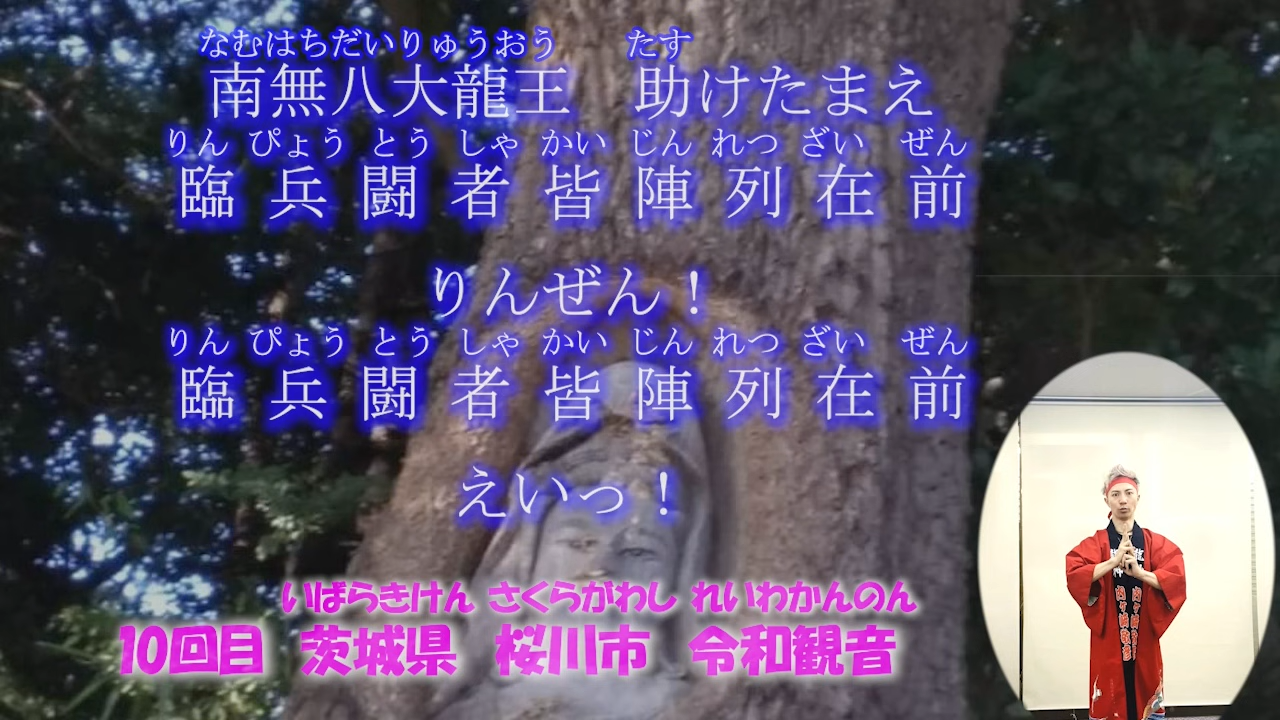 なむはちだいりゅうおう たす
南無八大龍王 助けたまえ
りん ぴょう とう しゃ かい じん れつ ざい ぜん
臨 兵 闘 者 皆 陣 列 在 前
りんぜん！
りん ぴょう とう しゃ かい じん れつ ざい ぜん
臨 兵 闘 者 皆 陣 列 在 前
えいっ！
いばらきけん さくらがわし れいわかんのん
10回目 茨城県 桜川市 令和観音